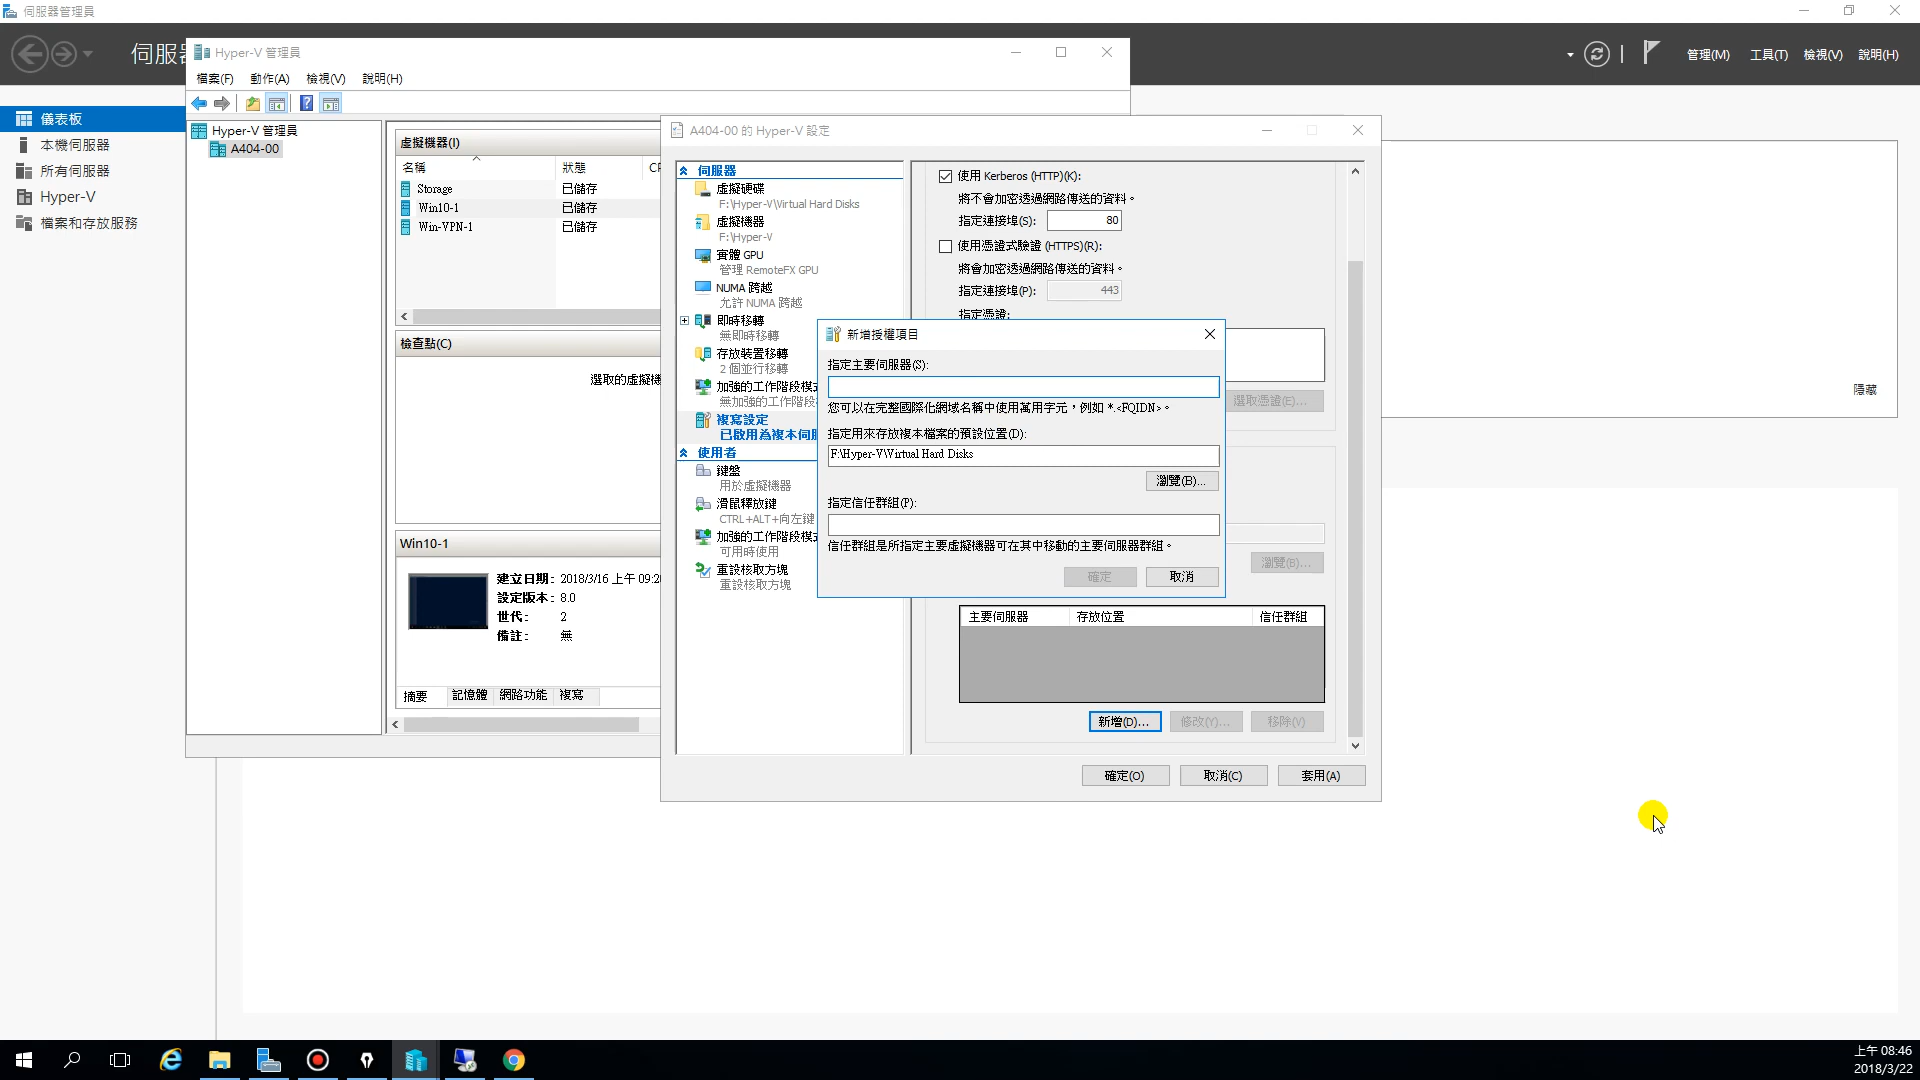 伺服器管理員
管理(M) 工具(T) 檢視(V) 說明(H)
儀表板
本機伺服器
所有伺服器
Hyper-V
檔案和存放服務
Hyper-V 管理員
檔案(F) 動作(A) 檢視(V) 說明(H)
Hyper-V 管理員
A404-00
虛擬機器(I)
名稱 狀態
Storage 已儲存
Win10-1 已儲存
Win-VPN-1 已儲存
檢查點(C)
選取的虛擬機
Win10-1
建立日期: 2018/3/16 上午 09:2
設定版本: 8.0
世代: 2
備註: 無
摘要 記憶體 網路功能 複寫
A404-00 的 Hyper-V 設定
伺服器
虛擬硬碟
F:\Hyper-V\Virtual Hard Disks
虛擬機器
F:\Hyper-V
實體 GPU
管理 RemoteFX GPU
NUMA 跨越
允許 NUMA 跨越
即時移轉
無即時移轉
存放裝置移轉
2 個並行移轉
加強的工作階段模式
無加強的工作階段
複寫設定
已啟用為複本伺服
使用者
鍵盤
用於虛擬機器
滑鼠釋放鍵
CTRL+ALT+向左鍵
加強的工作階段模式
可用時使用
重設核取方塊
重設核取方塊
使用 Kerberos (HTTP)(K):
將不會加密透過網路傳送的資料。
指定連接埠(S): 80
使用憑證式驗證 (HTTPS)(R):
將會加密透過網路傳送的資料。
指定連接埠(P): 443
指定憑證:
選取憑證(E)...
瀏覽(B)...
主要伺服器 存放位置 信任群組
新增(D)... 修改(Y)... 移除(V)
確定(O) 取消(C) 套用(A)
新增授權項目
指定主要伺服器(S):
您可以在完整國際化網域名稱中使用萬用字元，例如 *.<FQIDN>。
指定用來存放複本檔案的預設位置(D):
F:\Hyper-V\Virtual Hard Disks
瀏覽(B)...
指定信任群組(P):
信任群組是所指定主要虛擬機器可在其中移動的主要伺服器群組。
確定 取消
隱藏
上午 08:46
2018/3/22